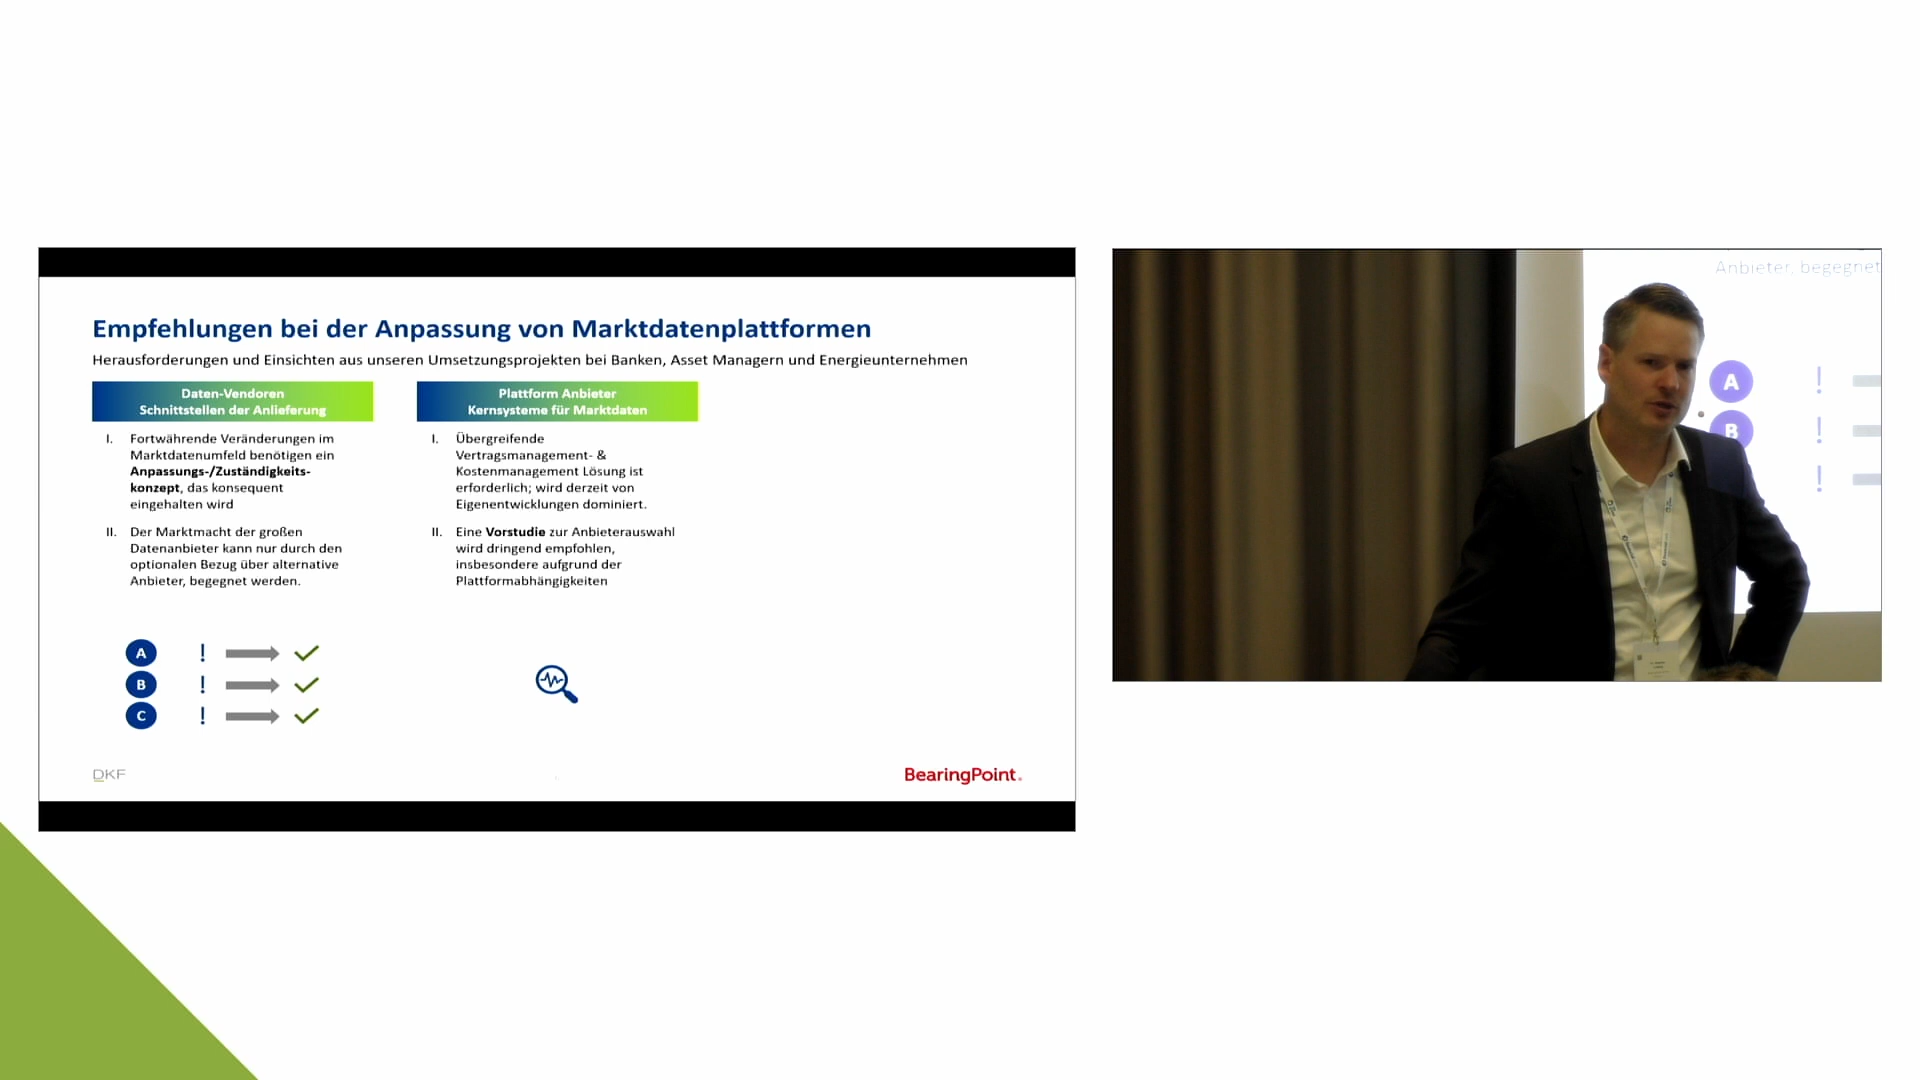 Empfehlungen bei der Anpassung von Marktdatenplattformen
Herausforderungen und Einsichten aus unseren Umsetzungsprojekten bei Banken, Asset Managern und Energieunternehmen
Daten-Vendoren
Schnittstellen der Anlieferung
I. Fortwährende Veränderungen im
Marktdatenumfeld benötigen ein
Anpassungs-/Zuständigkeits-
konzept, das konsequent
eingehalten wird
II. Der Marktmacht der großen
Datenanbieter kann nur durch den
optionalen Bezug über alternative
Anbieter, begegnet werden.
A !
B !
C !
Plattform Anbieter
Kernsysteme für Marktdaten
I. Übergreifende
Vertragsmanagement- &
Kostenmanagement Lösung ist
erforderlich; wird derzeit von
Eigenentwicklungen dominiert.
II. Eine Vorstudie zur Anbieterauswahl
wird dringend empfohlen,
insbesondere aufgrund der
Plattformabhängigkeiten
DKF
BearingPoint.
Anbieter, begegnet
A !
B !
!